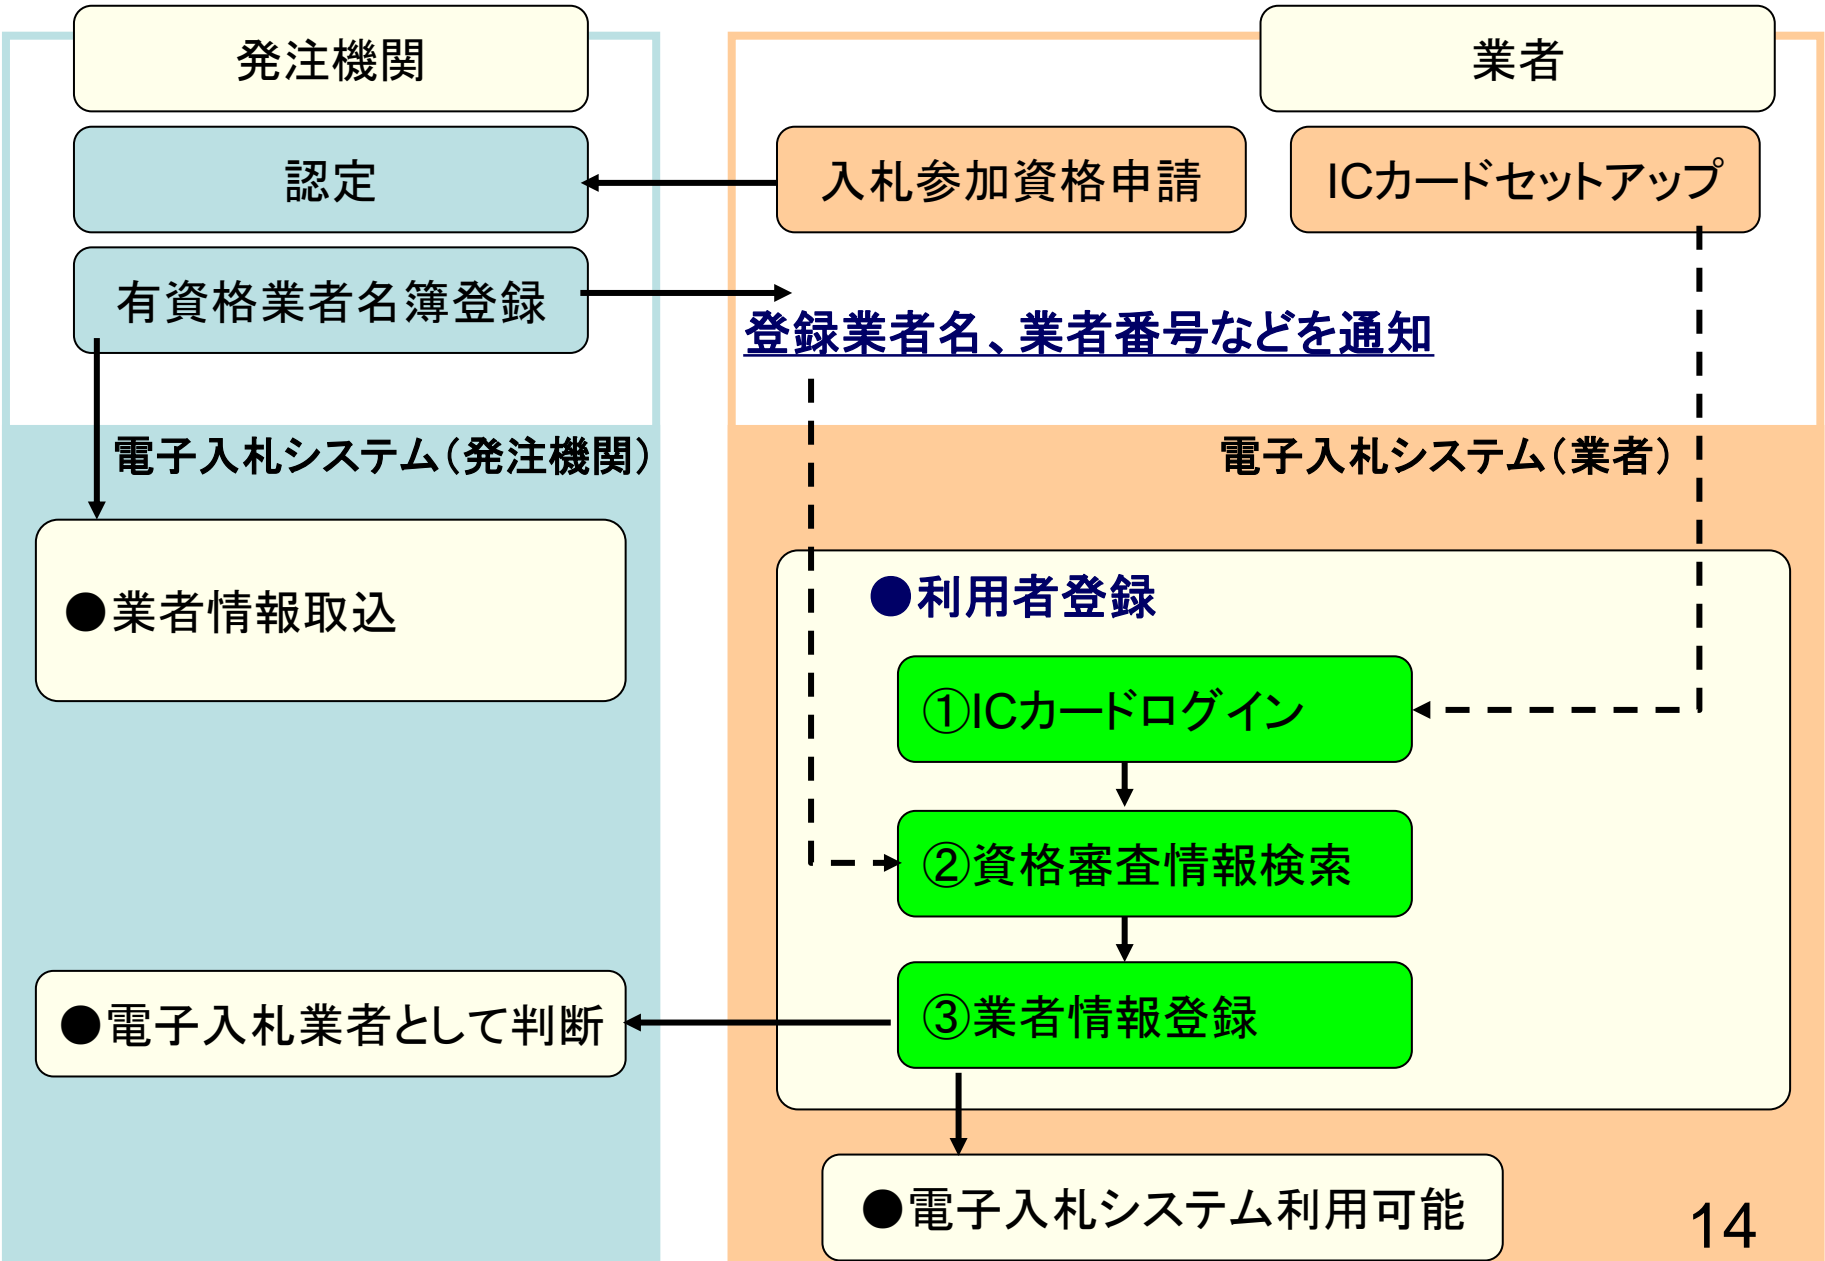 発注機関
業者
認定
入札参加資格申請
ICカードセットアップ
有資格業者名簿登録
登録業者名、業者番号などを通知
電子入札システム（発注機関）
電子入札システム（業者）
●業者情報取込
●利用者登録
①ICカードログイン
②資格審査情報検索
③業者情報登録
●電子入札業者として判断
●電子入札システム利用可能
14